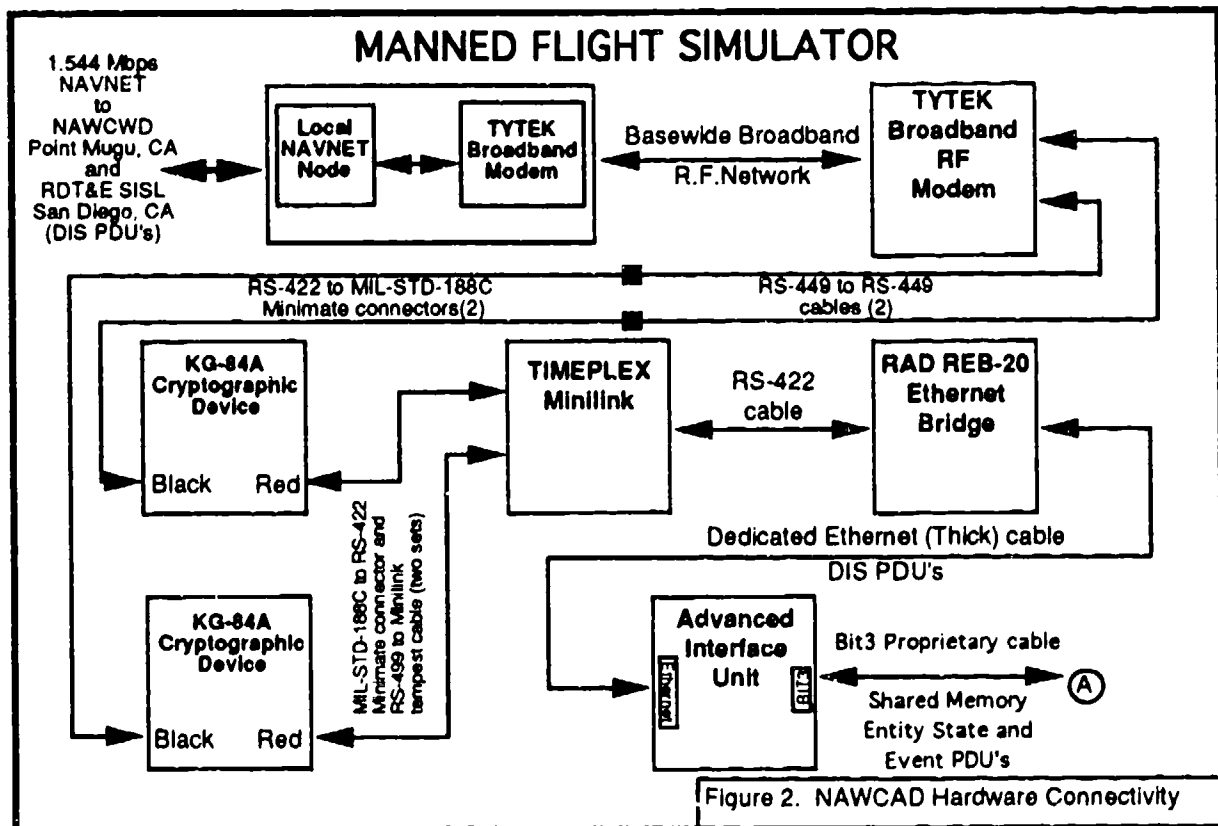 MANNED FLIGHT SIMULATOR
1.544 Mbps
NAVNET
to
NAWCWD
Point Mugu, CA
and
RDT&E SISL
San Diego, CA
(DIS PDU's)
Local
NAVNET
Node
TYTEK
Broadband
Modem
Basewide Broadband
R.F.Network
TYTEK
Broadband
RF
Modem
RS-422 to MIL-STD-188C
Minimate connectors(2)
RS-449 to RS-449
cables (2)
KG-84A
Cryptographic
Device
Black Red
TIMEPLEX
Minilink
RS-422
cable
RAD REB-20
Ethernet
Bridge
MIL-STD-188C to RS-422
Minimate connector and
RS-499 to Minilink
tempest cable (two sets)
Dedicated Ethernet (Thick) cable
DIS PDU's
KG-84A
Cryptographic
Device
Black Red
Advanced
Interface
Unit
Ethernet
BIT3
Bit3 Proprietary cable
A
Shared Memory
Entity State and
Event PDU's
Figure 2. NAWCAD Hardware Connectivity